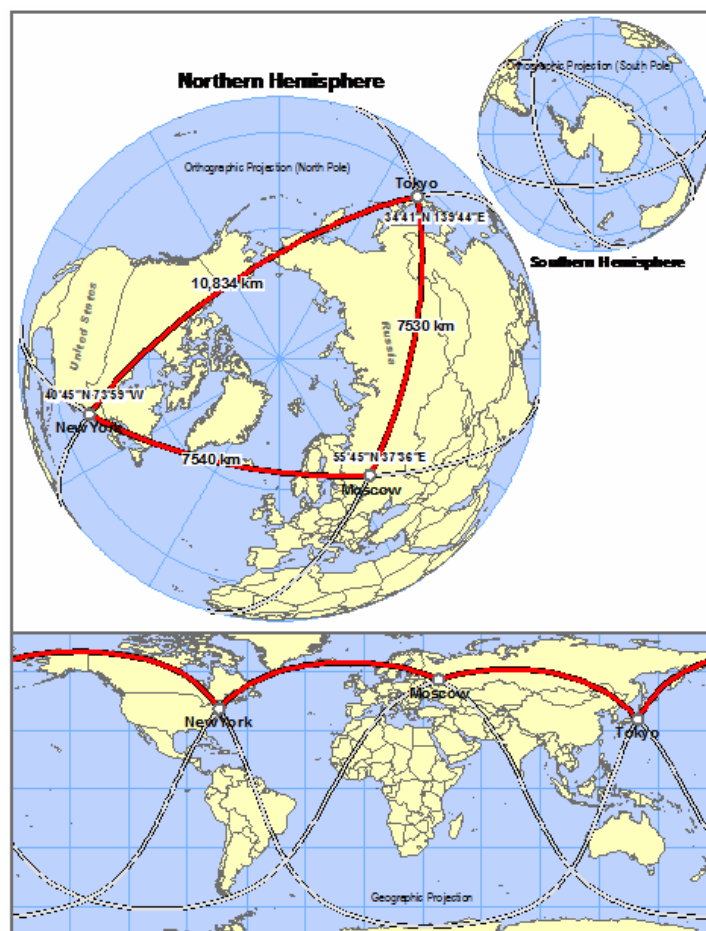 Orthographic Projection (South Pole)
Northern Hemisphere
Orthographic Projection (North Pole)
Tokyo
34'41"N 139'44"E
Southern Hemisphere
10,834 km
United States
7530 km
Russia
40'45"N 73'59"W
New York
7540 km
55'45"N 37'36"E
Moscow
Moscow
New York
Tokyo
Geographic Projection